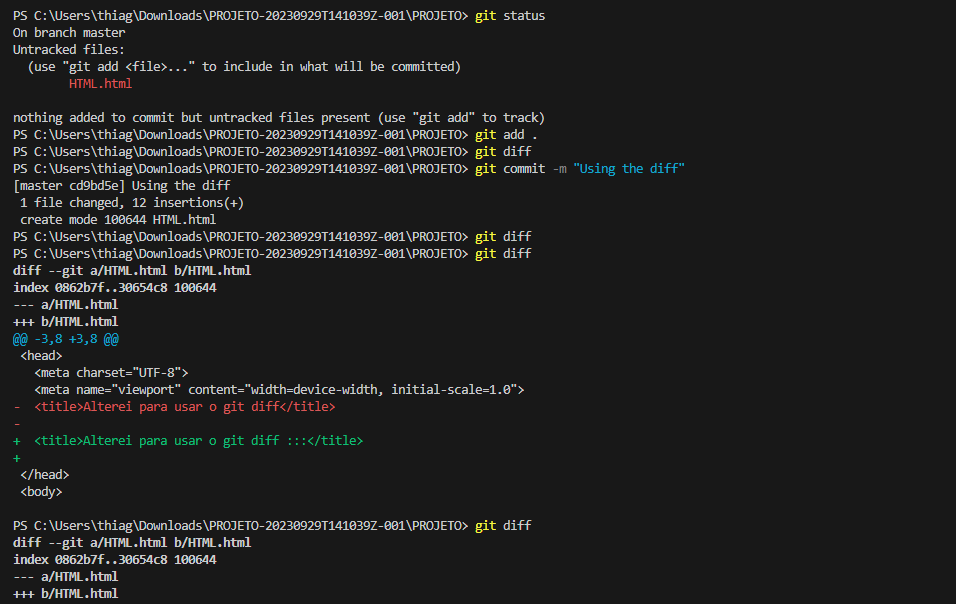 PS C:\Users\thiag\Downloads\PROJETO-20230929T141039Z-001\PROJETO> git status
On branch master
Untracked files:
  (use "git add <file>..." to include in what will be committed)
        HTML.html

nothing added to commit but untracked files present (use "git add" to track)
PS C:\Users\thiag\Downloads\PROJETO-20230929T141039Z-001\PROJETO> git add .
PS C:\Users\thiag\Downloads\PROJETO-20230929T141039Z-001\PROJETO> git diff
PS C:\Users\thiag\Downloads\PROJETO-20230929T141039Z-001\PROJETO> git commit -m "Using the diff"
[master cd9bd5e] Using the diff
 1 file changed, 12 insertions(+)
 create mode 100644 HTML.html
PS C:\Users\thiag\Downloads\PROJETO-20230929T141039Z-001\PROJETO> git diff
PS C:\Users\thiag\Downloads\PROJETO-20230929T141039Z-001\PROJETO> git diff
diff --git a/HTML.html b/HTML.html
index 0862b7f..30654c8 100644
--- a/HTML.html
+++ b/HTML.html
@@ -3,8 +3,8 @@
 <head>
   <meta charset="UTF-8">
   <meta name="viewport" content="width=device-width, initial-scale=1.0">
-  <title>Alterei para usar o git diff</title>
-
+  <title>Alterei para usar o git diff :::</title>
+
 </head>
 <body>

PS C:\Users\thiag\Downloads\PROJETO-20230929T141039Z-001\PROJETO> git diff
diff --git a/HTML.html b/HTML.html
index 0862b7f..30654c8 100644
--- a/HTML.html
+++ b/HTML.html